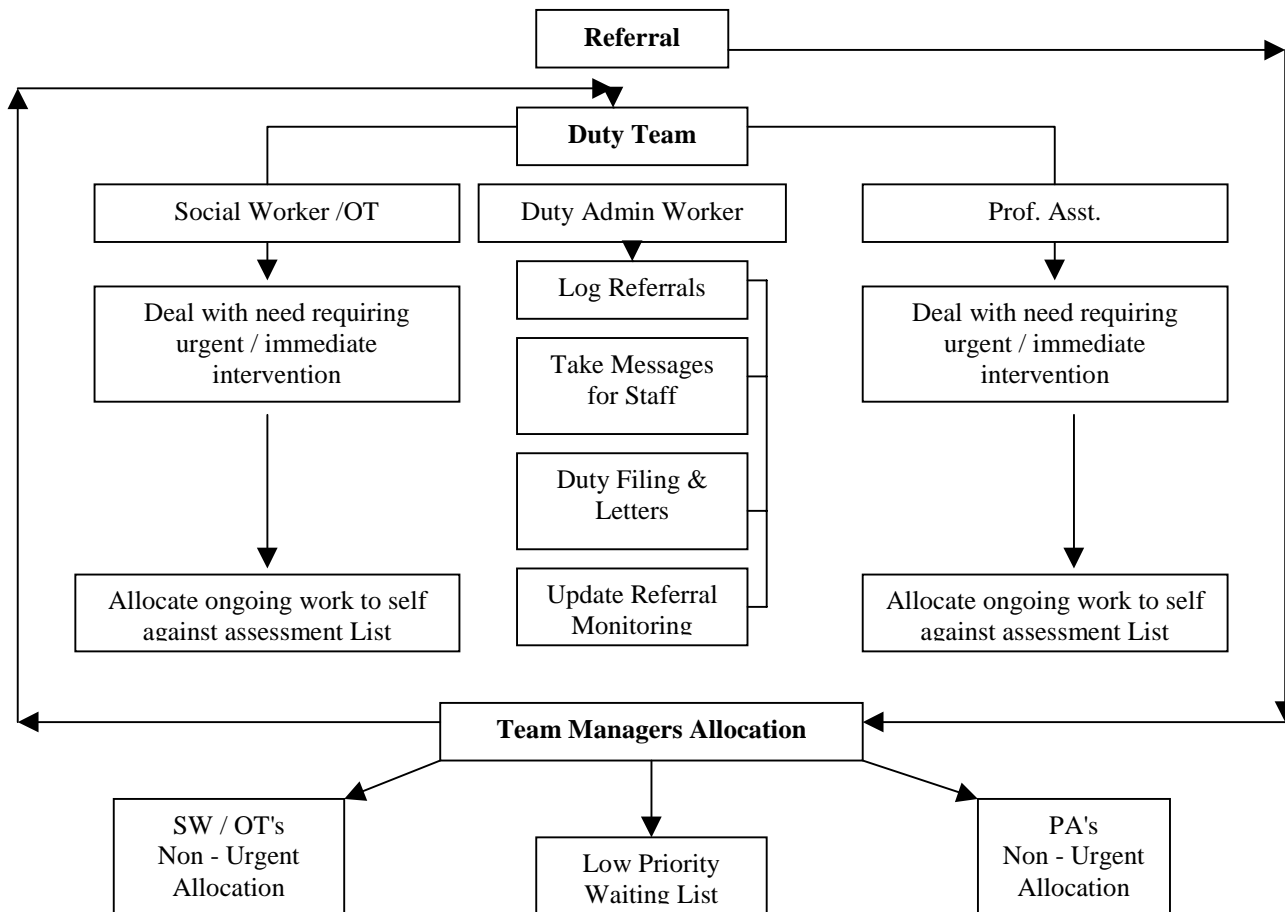 Referral
Duty Team
Social Worker /OT
Duty Admin Worker
Prof. Asst.
Deal with need requiring
urgent / immediate
intervention
Log Referrals
Deal with need requiring
urgent / immediate
intervention
Take Messages
for Staff
Duty Filing &
Letters
Allocate ongoing work to self
against assessment List
Update Referral
Monitoring
Allocate ongoing work to self
against assessment List
Team Managers Allocation
SW / OT's
Non - Urgent
Allocation
Low Priority
Waiting List
PA's
Non - Urgent
Allocation